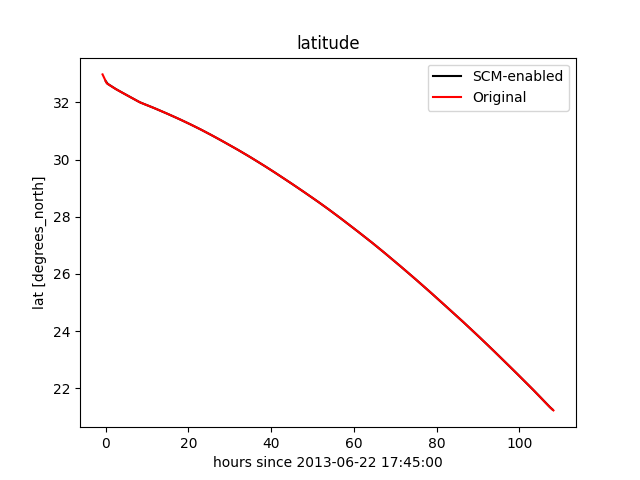 latitude
SCM-enabled
Original
lat [degrees_north]
32
30
28
26
24
22
0 20 40 60 80 100
hours since 2013-06-22 17:45:00